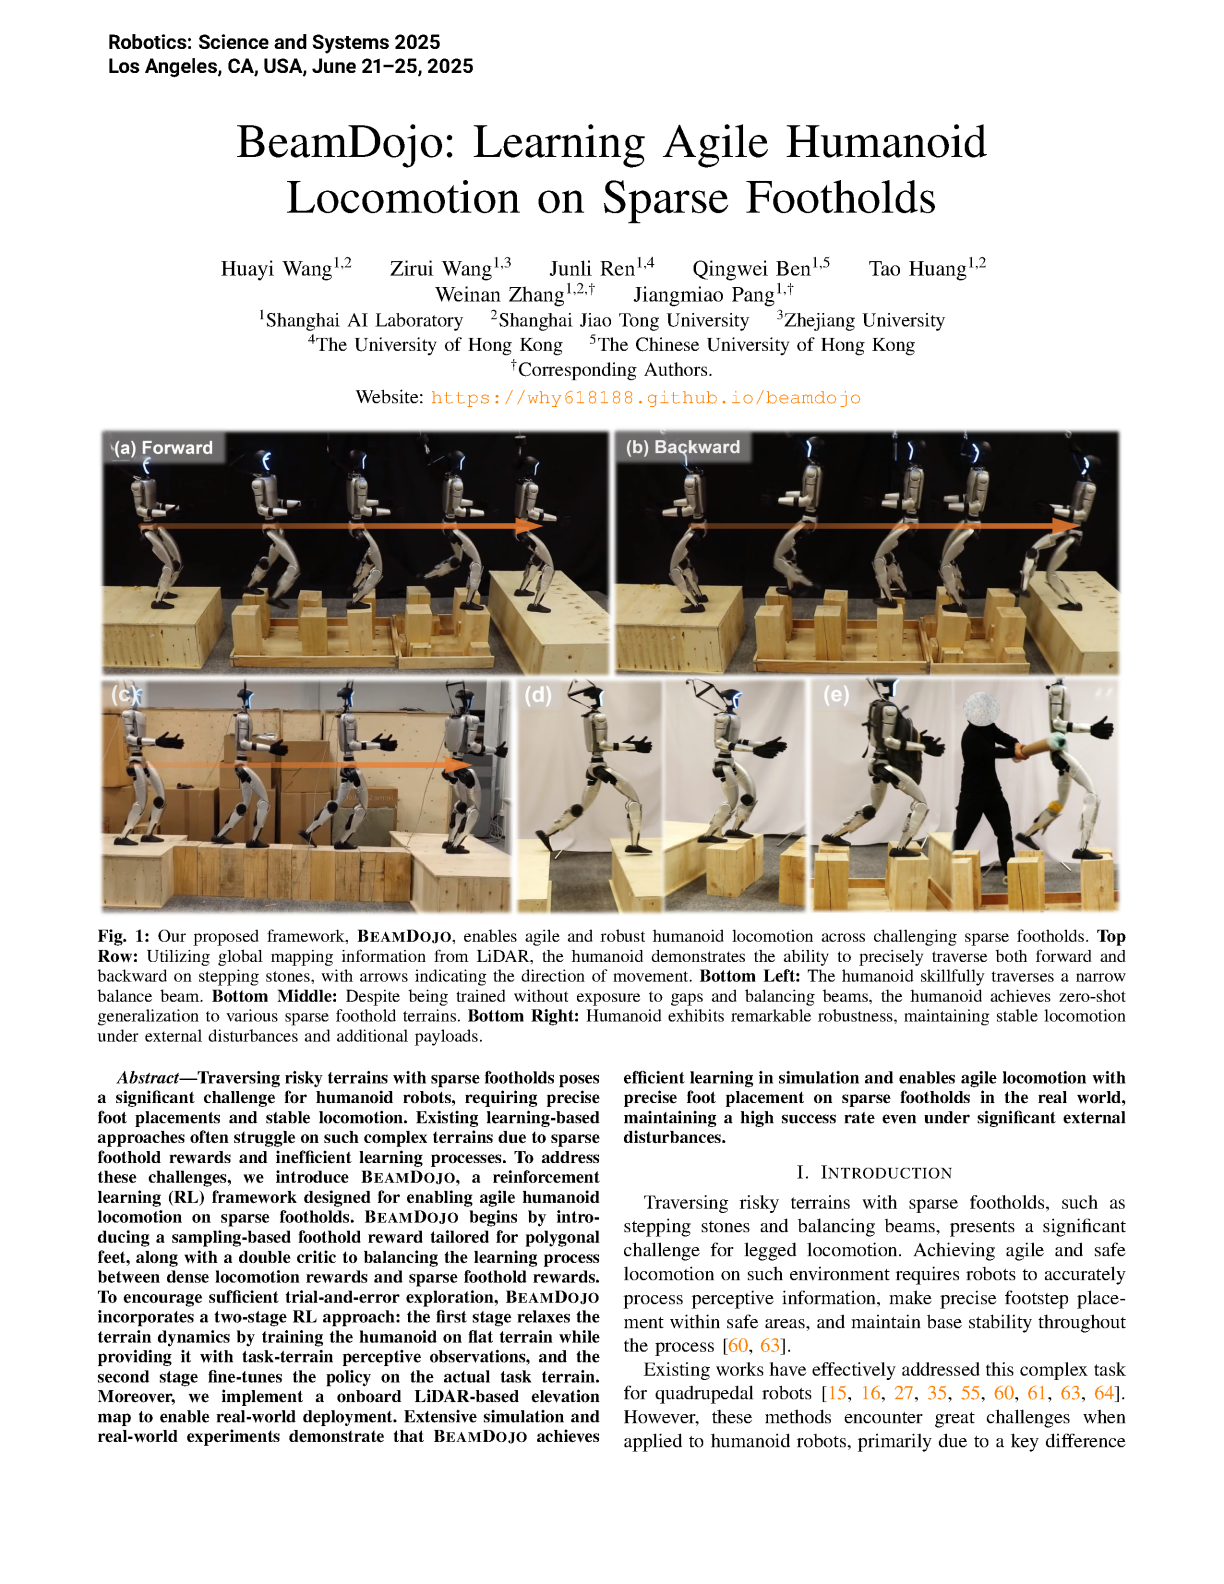 Robotics: Science and Systems 2025
Los Angeles, CA, USA, June 21–25, 2025
BeamDojo: Learning Agile Humanoid
Locomotion on Sparse Footholds
Huayi Wang1,2 Zirui Wang1,3 Junli Ren1,4 Qingwei Ben1,5 Tao Huang1,2
Weinan Zhang1,2,† Jiangmiao Pang1,†
1Shanghai AI Laboratory 2Shanghai Jiao Tong University 3Zhejiang University
4The University of Hong Kong 5The Chinese University of Hong Kong
†Corresponding Authors.
Website: https://why618188.github.io/beamdojo
(a) Forward
(b) Backward
(c)
(d)
(e)
Fig. 1: Our proposed framework, BEAMDOJO, enables agile and robust humanoid locomotion across challenging sparse footholds. Top
Row: Utilizing global mapping information from LiDAR, the humanoid demonstrates the ability to precisely traverse both forward and
backward on stepping stones, with arrows indicating the direction of movement. Bottom Left: The humanoid skillfully traverses a narrow
balance beam. Bottom Middle: Despite being trained without exposure to gaps and balancing beams, the humanoid achieves zero-shot
generalization to various sparse foothold terrains. Bottom Right: Humanoid exhibits remarkable robustness, maintaining stable locomotion
under external disturbances and additional payloads.
Abstract—Traversing risky terrains with sparse footholds poses
a significant challenge for humanoid robots, requiring precise
foot placements and stable locomotion. Existing learning-based
approaches often struggle on such complex terrains due to sparse
foothold rewards and inefficient learning processes. To address
these challenges, we introduce BEAMDOJO, a reinforcement
learning (RL) framework designed for enabling agile humanoid
locomotion on sparse footholds. BEAMDOJO begins by intro-
ducing a sampling-based foothold reward tailored for polygonal
feet, along with a double critic to balancing the learning process
between dense locomotion rewards and sparse foothold rewards.
To encourage sufficient trial-and-error exploration, BEAMDOJO
incorporates a two-stage RL approach: the first stage relaxes the
terrain dynamics by training the humanoid on flat terrain while
providing it with task-terrain perceptive observations, and the
second stage fine-tunes the policy on the actual task terrain.
Moreover, we implement a onboard LiDAR-based elevation
map to enable real-world deployment. Extensive simulation and
real-world experiments demonstrate that BEAMDOJO achieves
efficient learning in simulation and enables agile locomotion with
precise foot placement on sparse footholds in the real world,
maintaining a high success rate even under significant external
disturbances.
I. INTRODUCTION
Traversing risky terrains with sparse footholds, such as
stepping stones and balancing beams, presents a significant
challenge for legged locomotion. Achieving agile and safe
locomotion on such environment requires robots to accurately
process perceptive information, make precise footstep place-
ment within safe areas, and maintain base stability throughout
the process [60, 63].
Existing works have effectively addressed this complex task
for quadrupedal robots [15, 16, 27, 35, 55, 60, 61, 63, 64].
However, these methods encounter great challenges when
applied to humanoid robots, primarily due to a key difference